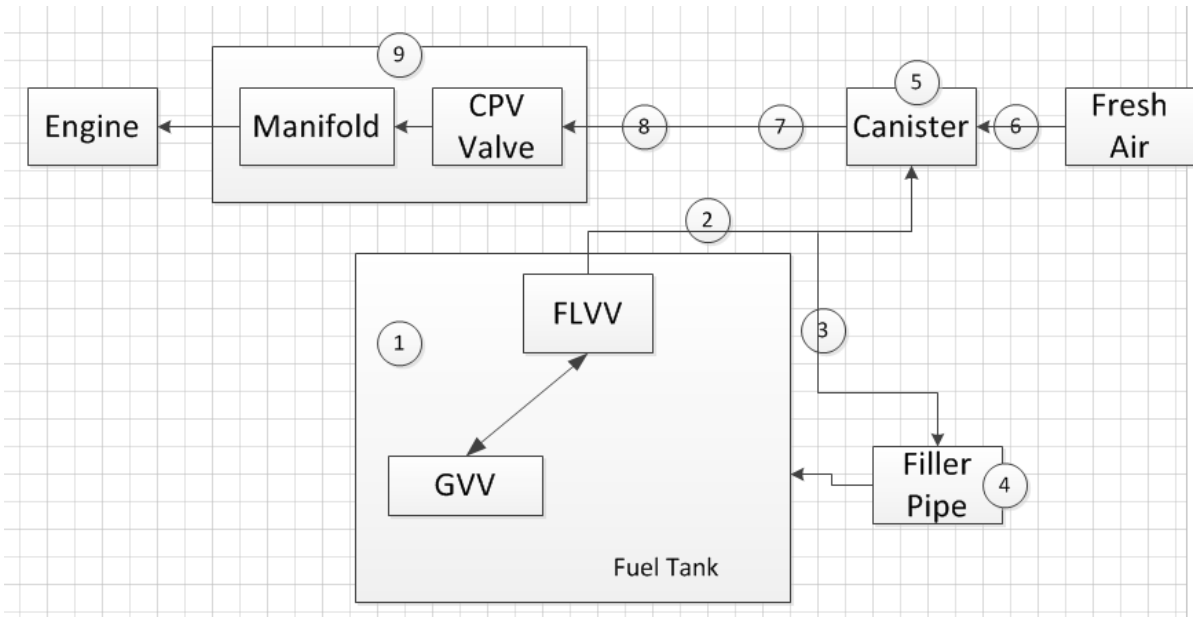 9
5
Engine
Manifold
CPV
Valve
8
7
Canister
6
Fresh
Air
2
FLVV
1
3
GVV
Filler
Pipe
4
Fuel Tank